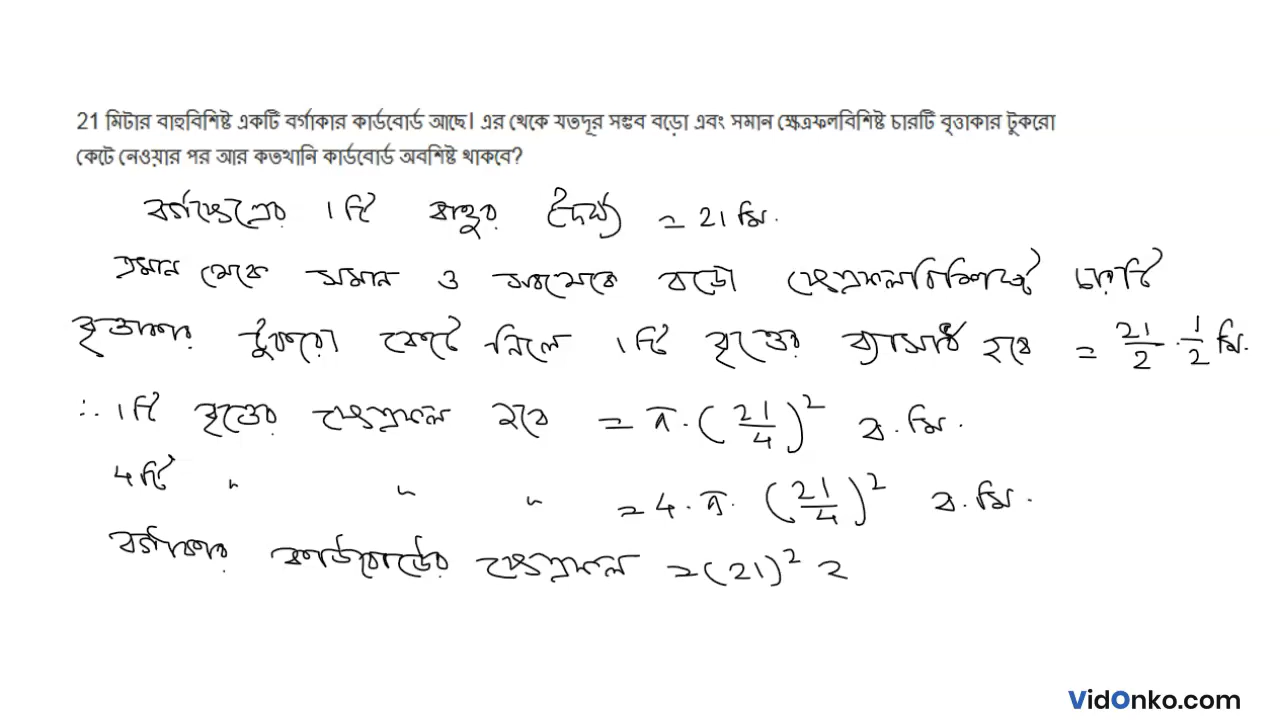 21 মিটার বাহুবিশিষ্ট একটি বর্গাকার কার্ডবোর্ড আছে। এর থেকে যতদূর সম্ভব বড়ো এবং সমান ক্ষেত্রফলবিশিষ্ট চারটি বৃত্তাকার টুকরো
কেটে নেওয়ার পর আর কতখানি কার্ডবোর্ড অবশিষ্ট থাকবে?
বর্গক্ষেত্রের 1টি বাহুর দৈর্ঘ্য = 21 মি.
সমান ও সবথেকে বড়ো ক্ষেত্রফলবিশিষ্ট চারটি
বৃত্তাকার টুকরো কেটে নিলে 1টি বৃত্তের ব্যাসার্ধ হবে = 21/2 · 1/2 মি.
∴ 1টি বৃত্তের ক্ষেত্রফল হবে = π · (21/4)² ব. মি.
4টি " " " = 4 · π · (21/4)² ব. মি.
বর্গাকার কার্ডবোর্ডের ক্ষেত্রফল = (21)²
VidOnko.com